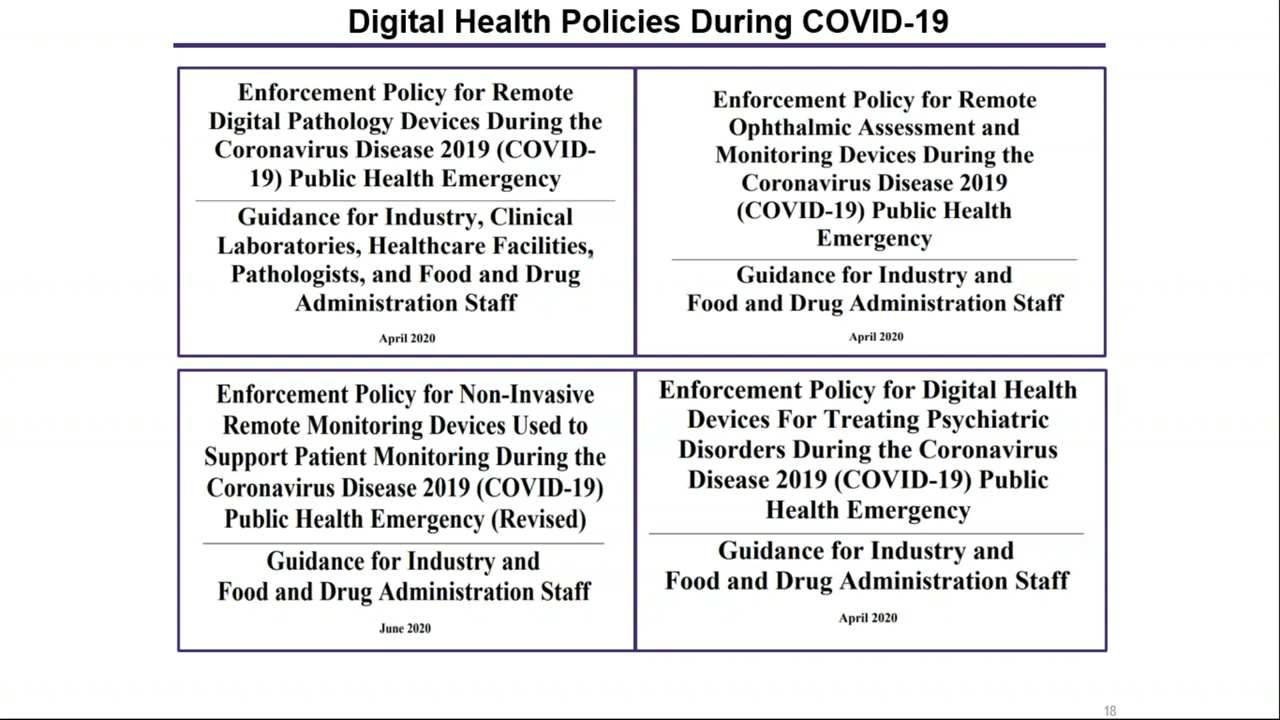 Digital Health Policies During COVID-19
Enforcement Policy for Remote
Digital Pathology Devices During the
Coronavirus Disease 2019 (COVID-
19) Public Health Emergency
Guidance for Industry, Clinical
Laboratories, Healthcare Facilities,
Pathologists, and Food and Drug
Administration Staff
April 2020
Enforcement Policy for Remote
Ophthalmic Assessment and
Monitoring Devices During the
Coronavirus Disease 2019
(COVID-19) Public Health
Emergency
Guidance for Industry and
Food and Drug Administration Staff
April 2020
Enforcement Policy for Non-Invasive
Remote Monitoring Devices Used to
Support Patient Monitoring During the
Coronavirus Disease 2019 (COVID-19)
Public Health Emergency (Revised)
Guidance for Industry and
Food and Drug Administration Staff
June 2020
Enforcement Policy for Digital Health
Devices For Treating Psychiatric
Disorders During the Coronavirus
Disease 2019 (COVID-19) Public
Health Emergency
Guidance for Industry and
Food and Drug Administration Staff
April 2020
18